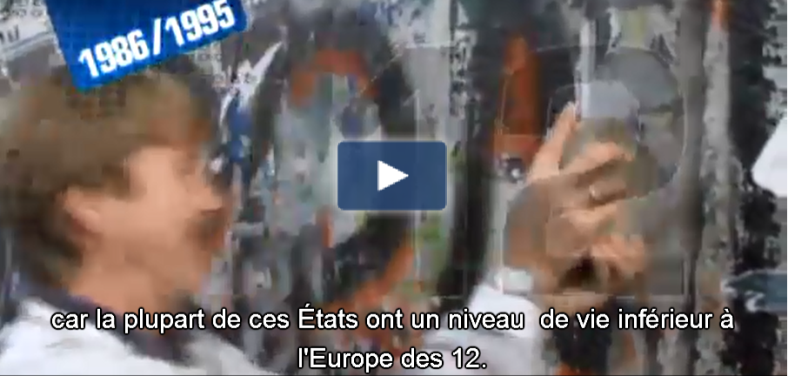 1986/1995
car la plupart de ces États ont un niveau  de vie inférieur à
l'Europe des 12.